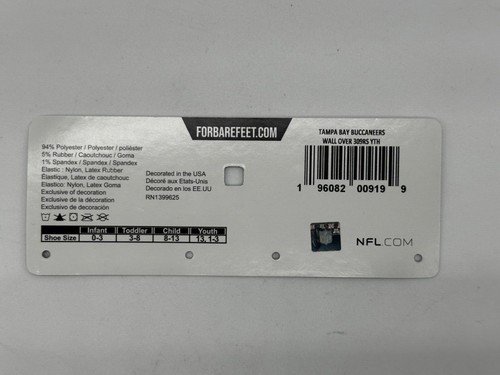 FORBAREFEET.COM
94% Polyester / Polyester / poliéster
5% Rubber / Caoutchouc / Goma
1% Spandex / Spandex / Spandex
Elastic : Nylon, Latex Rubber
Élastique, Latex de caoutchouc
Elastico: Nylon, Latex Goma
Exclusive of decoration
Exclusive de la décoration
Exclusivo de decoración
Decorated in the USA
Décoré aux Etats-Unis
Decorado en los EE.UU
RN1399625
Infant Toddler Child Youth
Shoe Size 0-3 3-8 8-13 13, 1-3
TAMPA BAY BUCCANEERS
WALL OVER 309RS YTH
1 96082 00919 9
NFL.COM